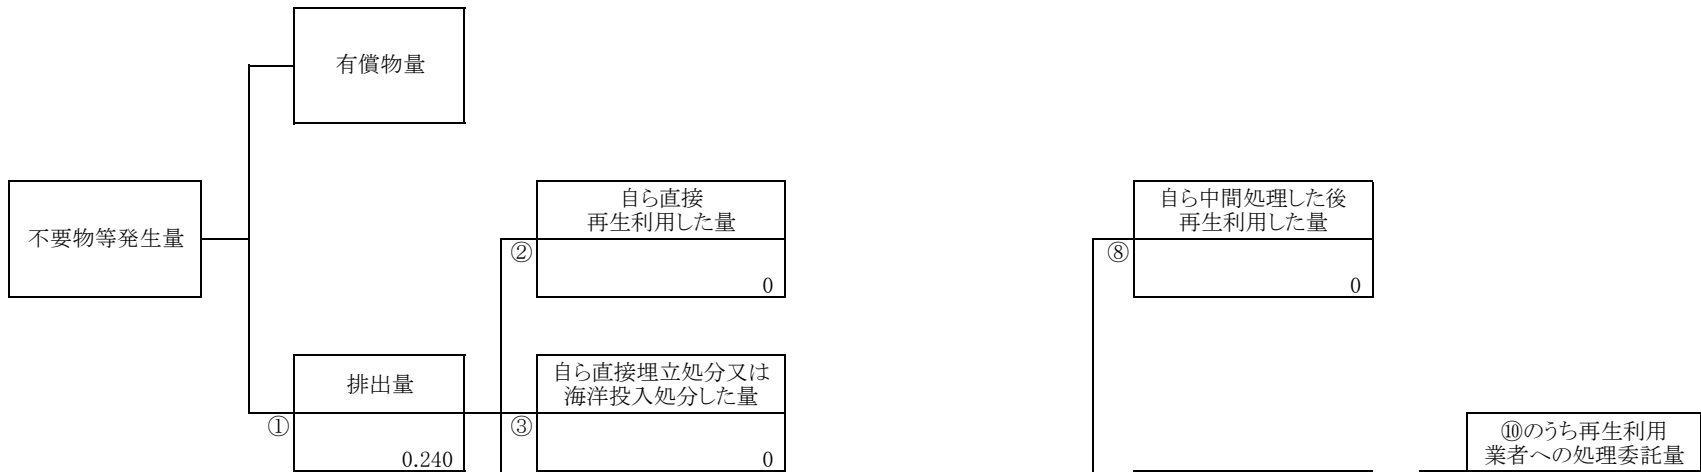 有償物量
不要物等発生量
自ら直接
再生利用した量
②
0
自ら中間処理した後
再生利用した量
⑧
0
排出量
①
0.240
自ら直接埋立処分又は
海洋投入処分した量
③
0
⑩のうち再生利用
業者への処理委託量